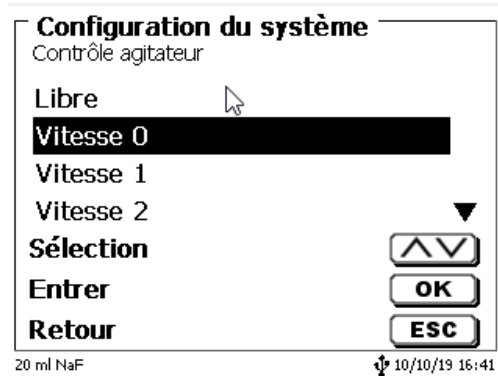 Configuration du système
Contrôle agitateur
Libre
Vitesse 0
Vitesse 1
Vitesse 2
Sélection
Entrer OK
Retour ESC
20 ml NaF 10/10/19 16:41